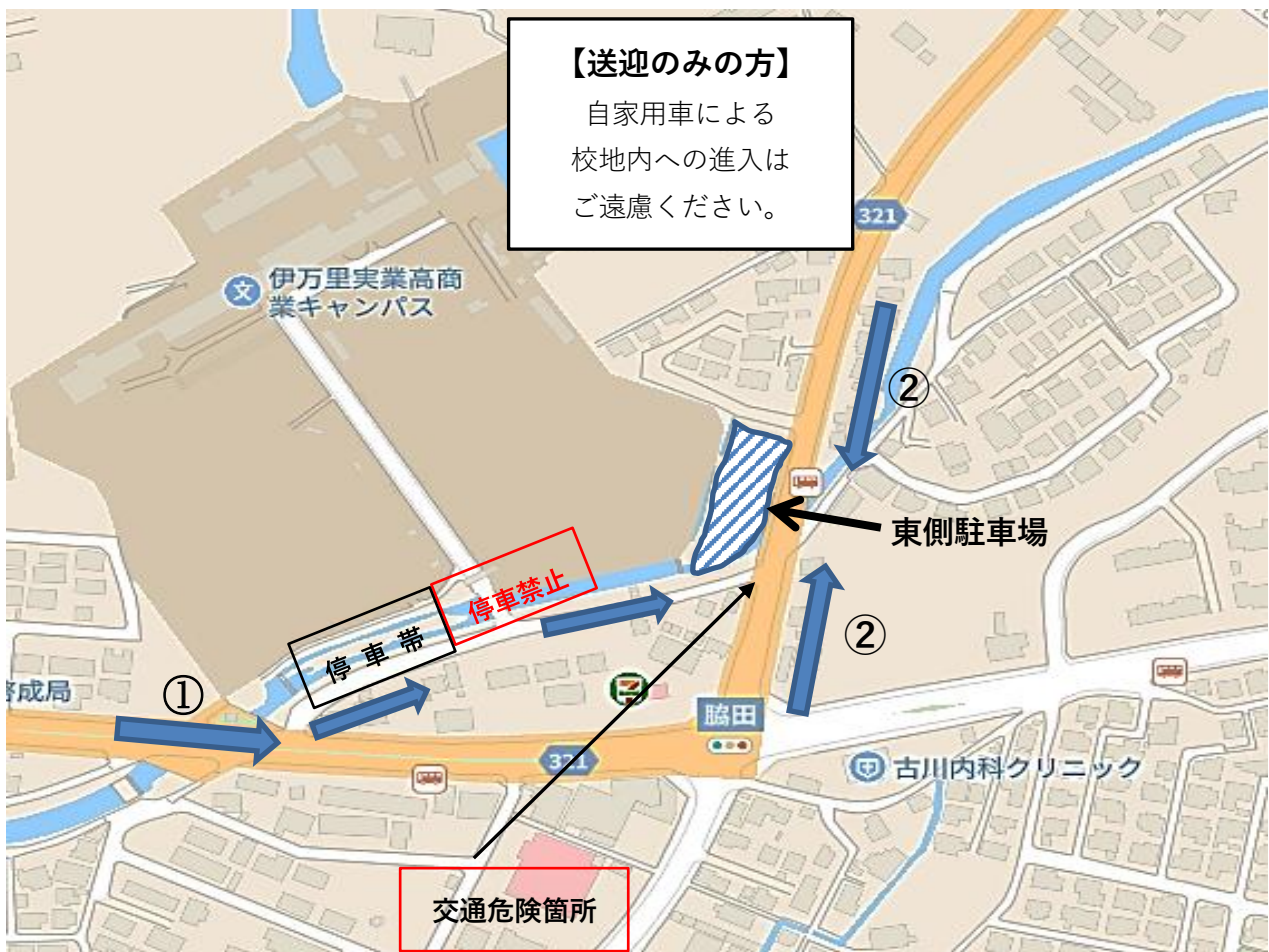 【送迎のみの方】
自家用車による
校地内への進入は
ご遠慮ください。
321
文
伊万里実業高商
業キャンパス
②
東側駐車場
停車禁止
停車帯
②
①
成局
脇田
321
古川内科クリニック
交通危険箇所